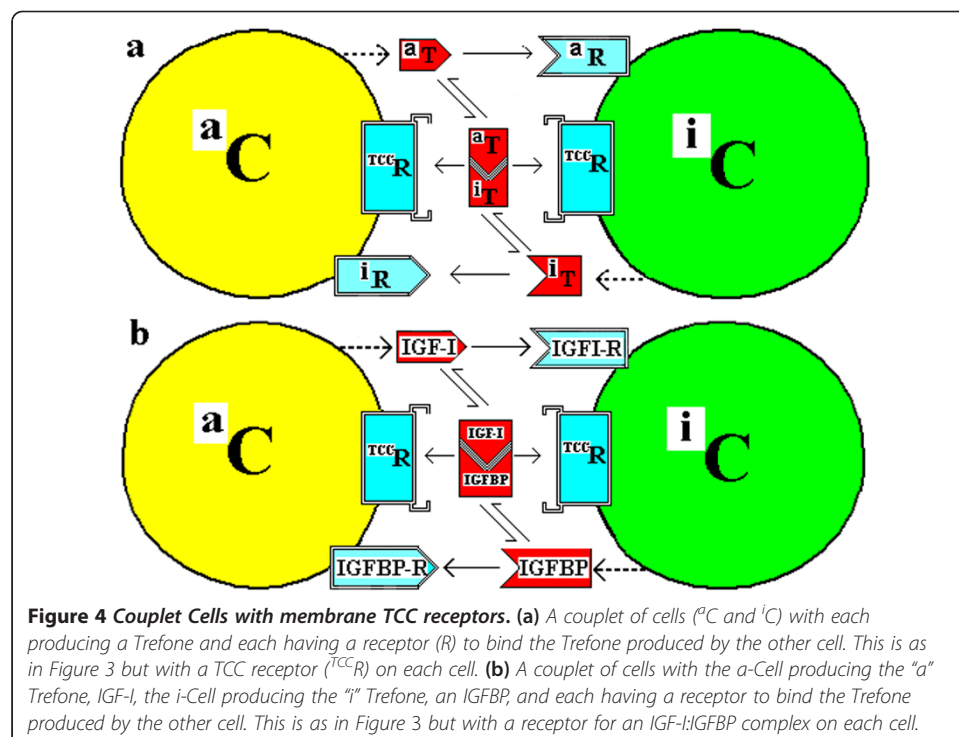 a
aT
aR
aC
iC
TCCR
aT
iT
TCCR
iR
iT
b
IGF-I
IGFI-R
aC
iC
TCCR
IGF-I
IGFBP
TCCR
IGFBP-R
IGFBP
Figure 4 Couplet Cells with membrane TCC receptors. (a) A couplet of cells (aC and iC) with each
producing a Trefone and each having a receptor (R) to bind the Trefone produced by the other cell. This is as
in Figure 3 but with a TCC receptor (TCCR) on each cell. (b) A couplet of cells with the a-Cell producing the “a”
Trefone, IGF-I, the i-Cell producing the “i” Trefone, an IGFBP, and each having a receptor to bind the Trefone
produced by the other cell. This is as in Figure 3 but with a receptor for an IGF-I:IGFBP complex on each cell.